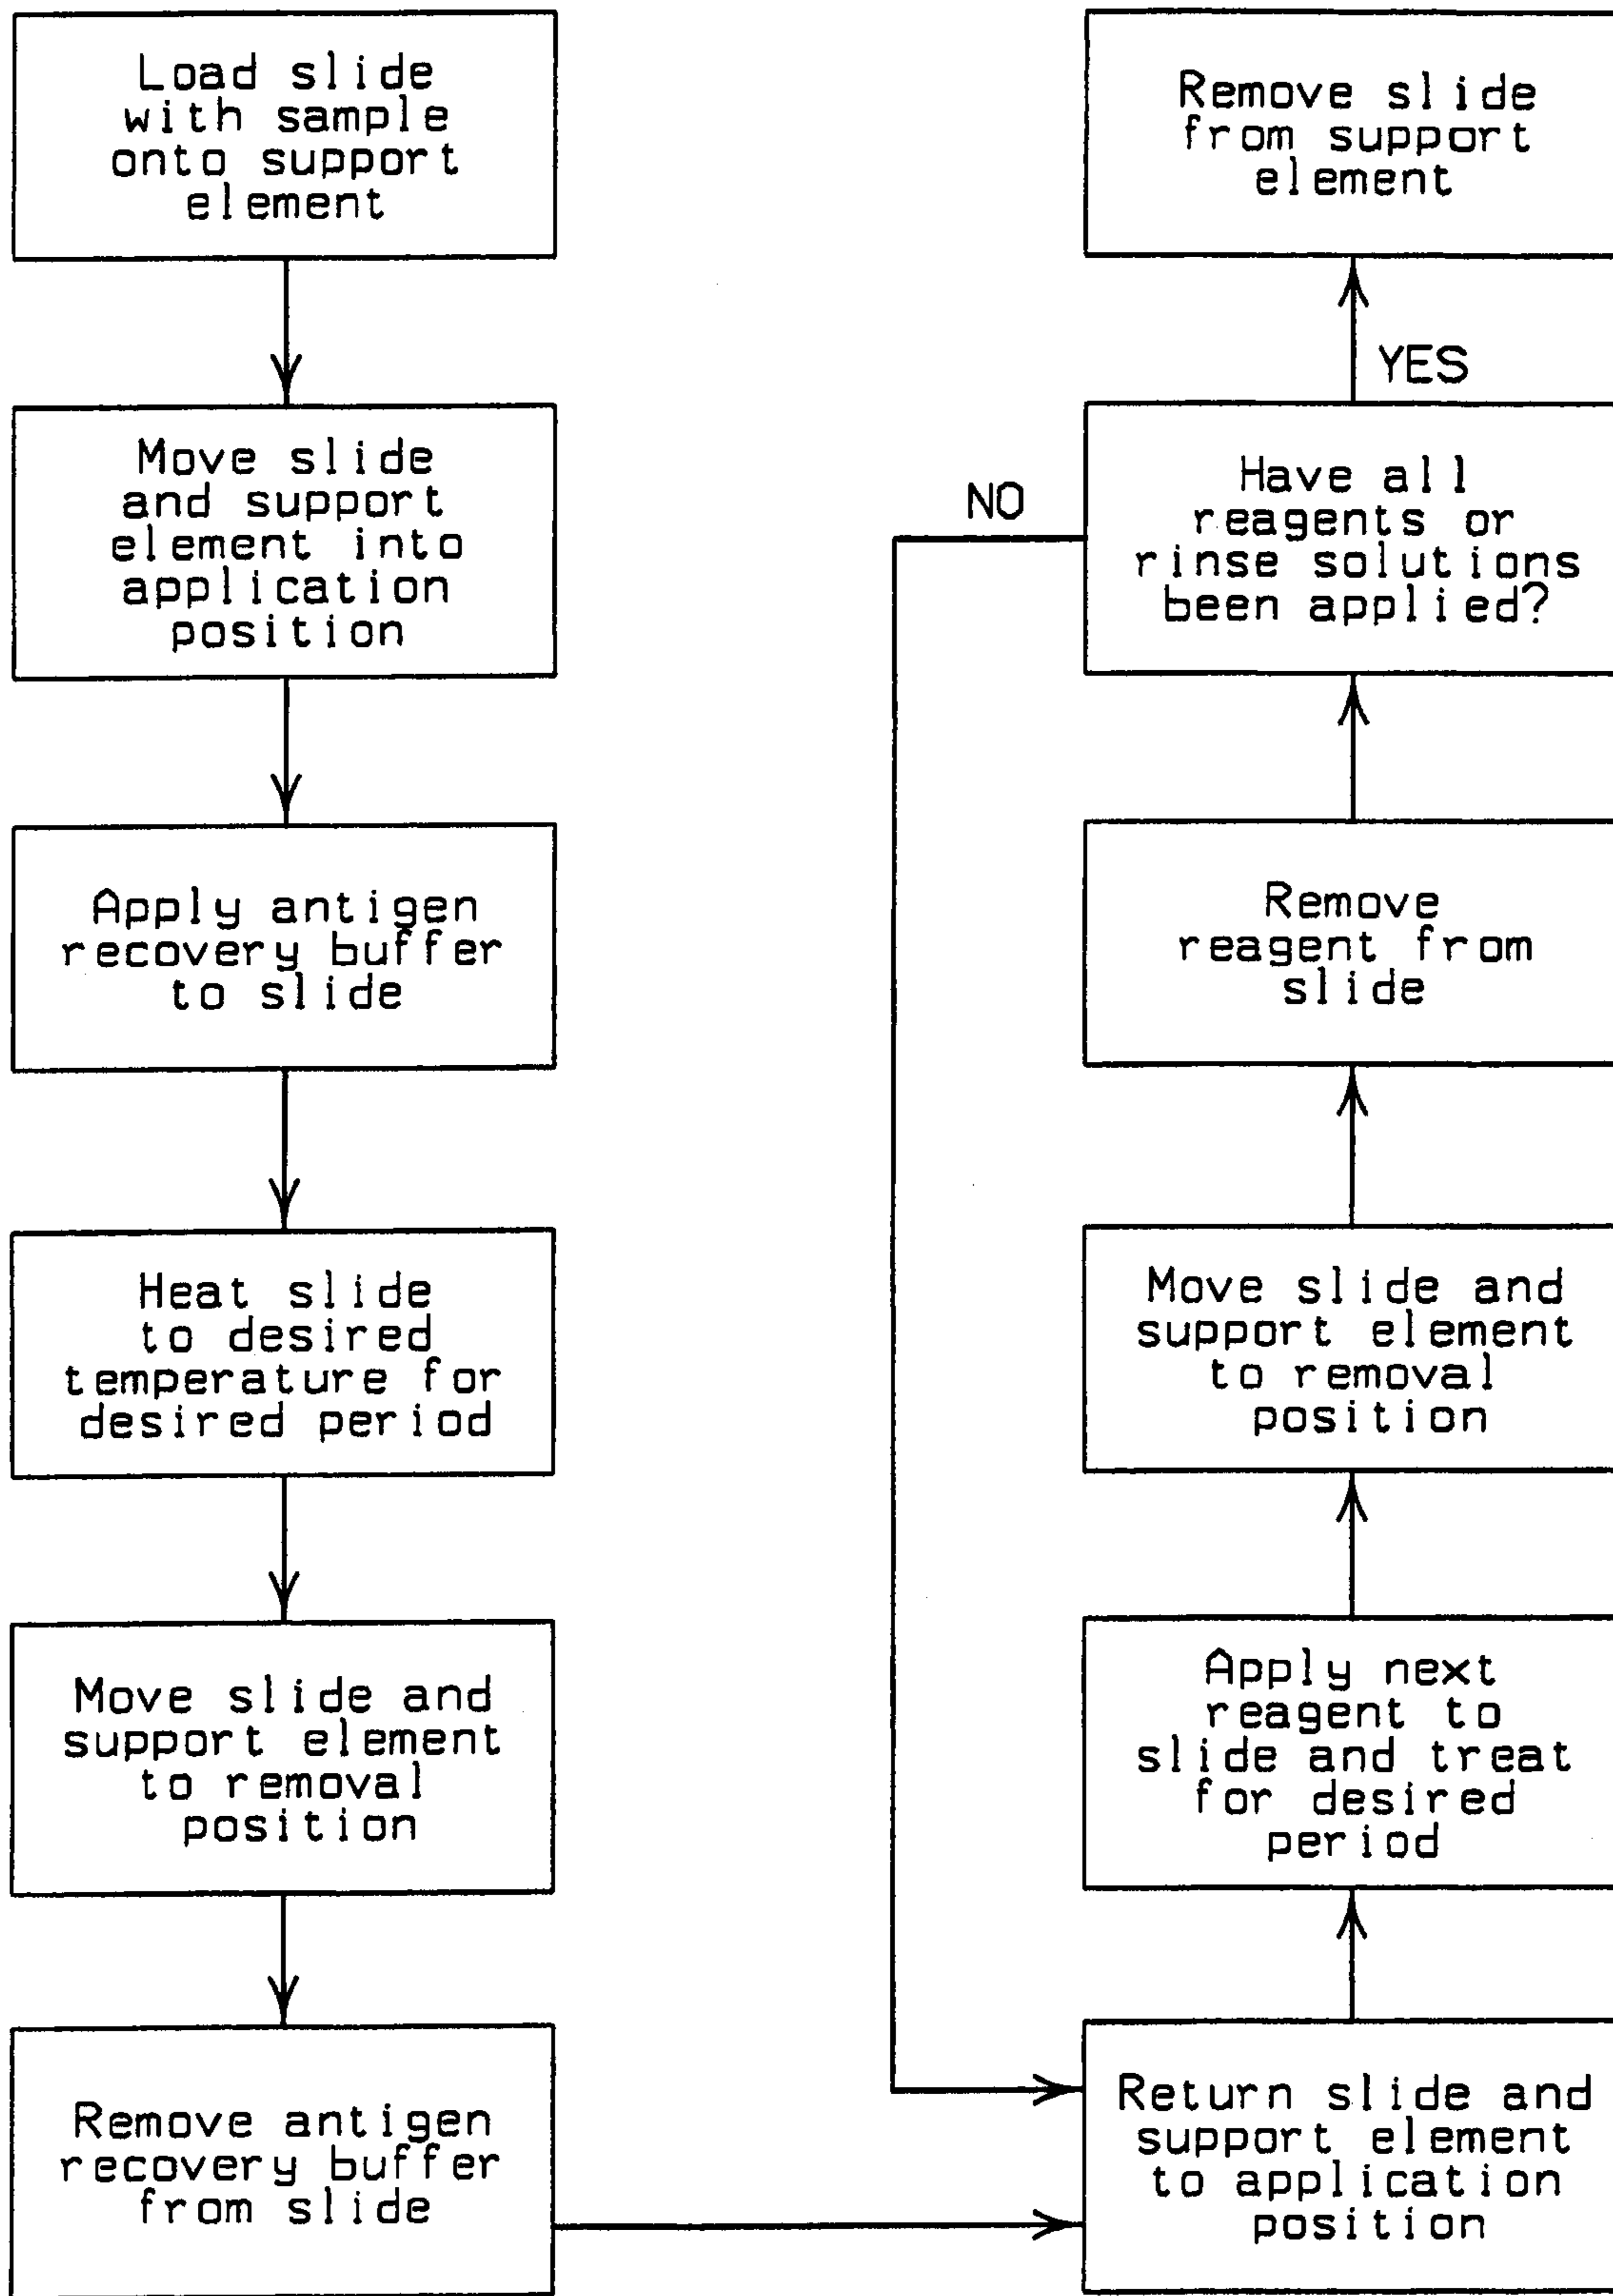 Load slide
with sample
onto support
element
Move slide
and support
element into
application
position
Apply antigen
recovery buffer
to slide
Heat slide
to desired
temperature for
desired period
Move slide and
support element
to removal
position
Remove antigen
recovery buffer
from slide
Return slide and
support element
to application
position
Apply next
reagent to
slide and treat
for desired
period
Move slide and
support element
to removal
position
Remove
reagent from
slide
Have all
reagents or
rinse solutions
been applied?
NO
YES
Remove slide
from support
element